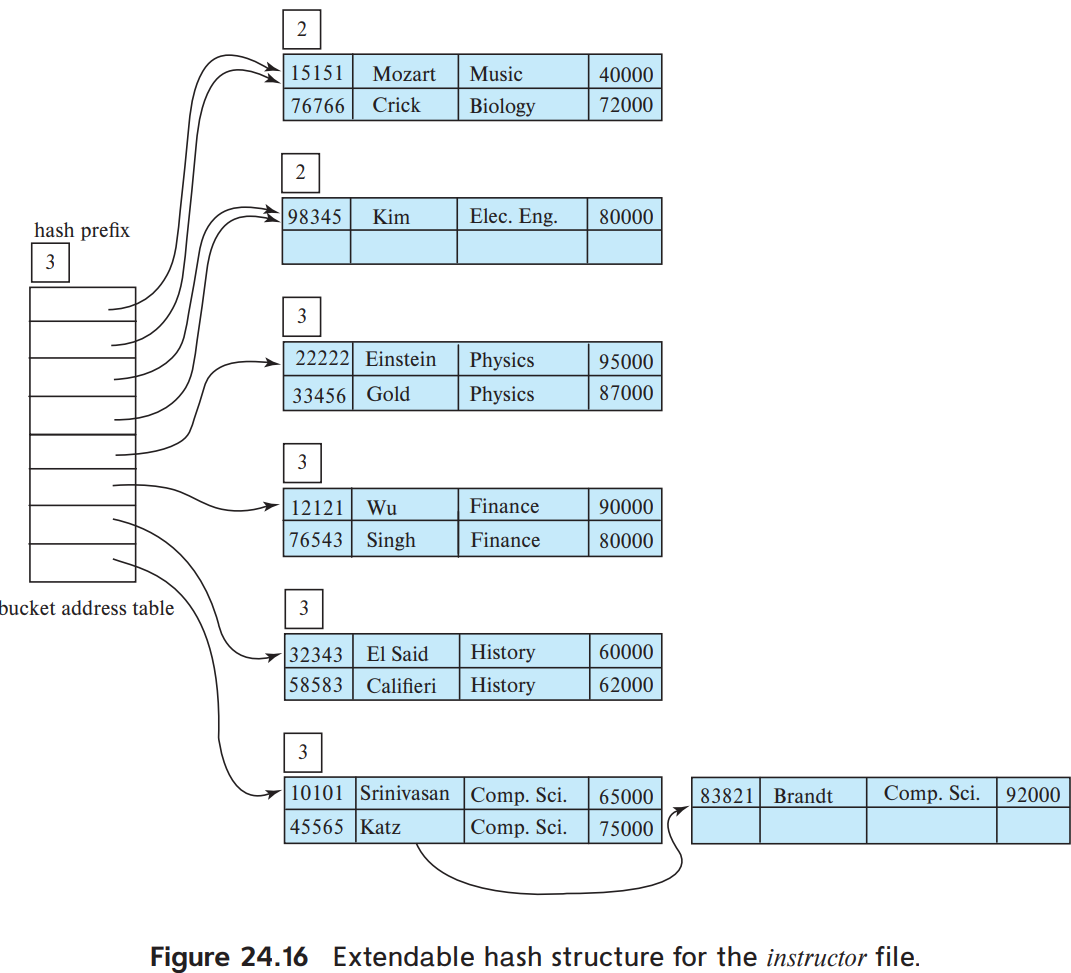 2
15151 Mozart Music 40000
76766 Crick Biology 72000
2
98345 Kim Elec. Eng. 80000
hash prefix
3
3
22222 Einstein Physics 95000
33456 Gold Physics 87000
3
12121 Wu Finance 90000
76543 Singh Finance 80000
bucket address table
3
32343 El Said History 60000
58583 Califieri History 62000
3
10101 Srinivasan Comp. Sci. 65000
45565 Katz Comp. Sci. 75000
83821 Brandt Comp. Sci. 92000
Figure 24.16 Extendable hash structure for the instructor file.